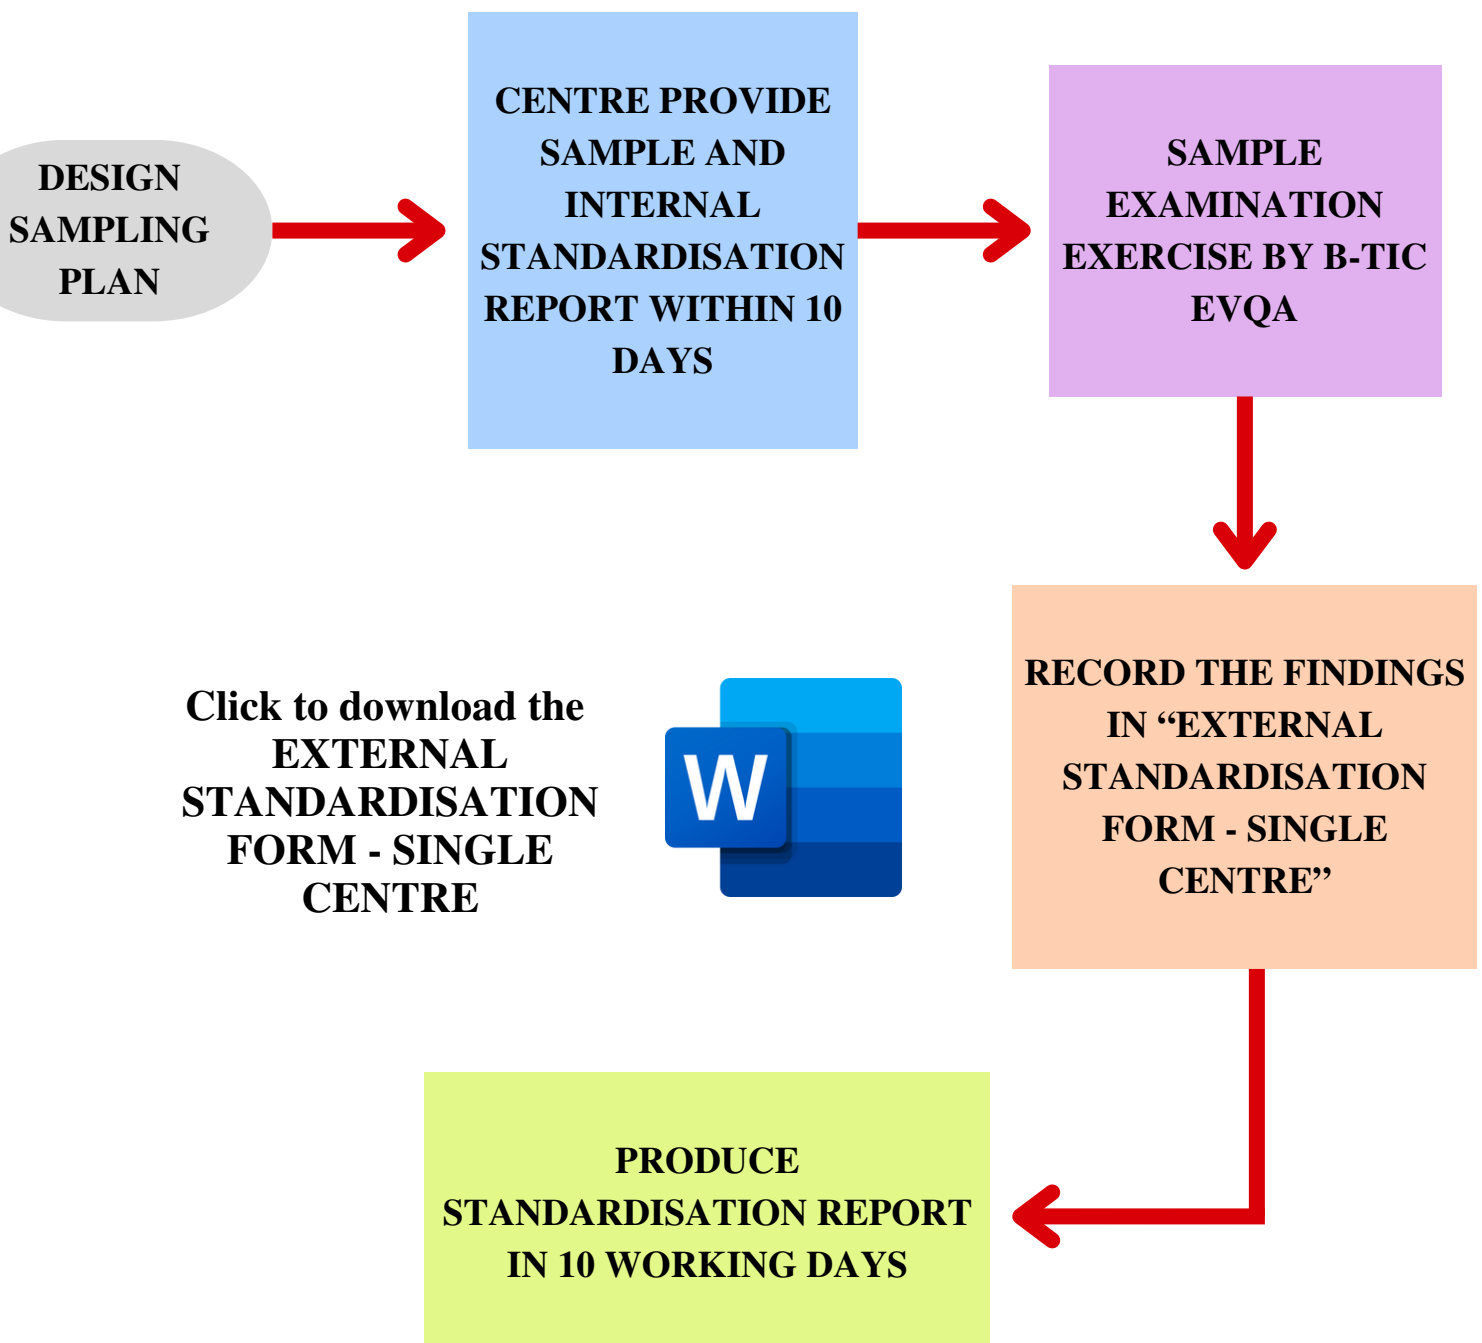 DESIGN
SAMPLING
PLAN
CENTRE PROVIDE
SAMPLE AND
INTERNAL
STANDARDISATION
REPORT WITHIN 10
DAYS
SAMPLE
EXAMINATION
EXERCISE BY B-TIC
EVQA
RECORD THE FINDINGS
IN “EXTERNAL
STANDARDISATION
FORM - SINGLE
CENTRE”
Click to download the
EXTERNAL
STANDARDISATION
FORM - SINGLE
CENTRE
W
PRODUCE
STANDARDISATION REPORT
IN 10 WORKING DAYS